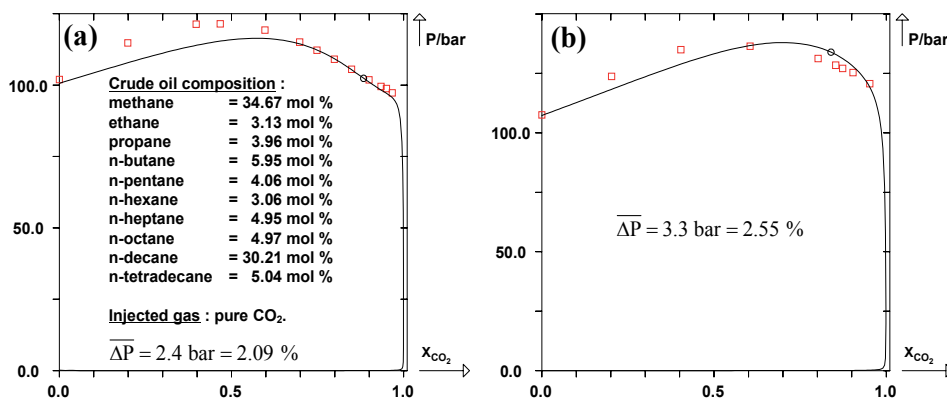 (a)
P/bar
100.0
50.0
0.0
Crude oil composition :
methane = 34.67 mol %
ethane = 3.13 mol %
propane = 3.96 mol %
n-butane = 5.95 mol %
n-pentane = 4.06 mol %
n-hexane = 3.06 mol %
n-heptane = 4.95 mol %
n-octane = 4.97 mol %
n-decane = 30.21 mol %
n-tetradecane = 5.04 mol %
Injected gas : pure CO₂.
ΔP = 2.4 bar = 2.09 %
x_CO₂
0.0 0.5 1.0
(b)
P/bar
100.0
50.0
0.0
ΔP = 3.3 bar = 2.55 %
x_CO₂
0.0 0.5 1.0